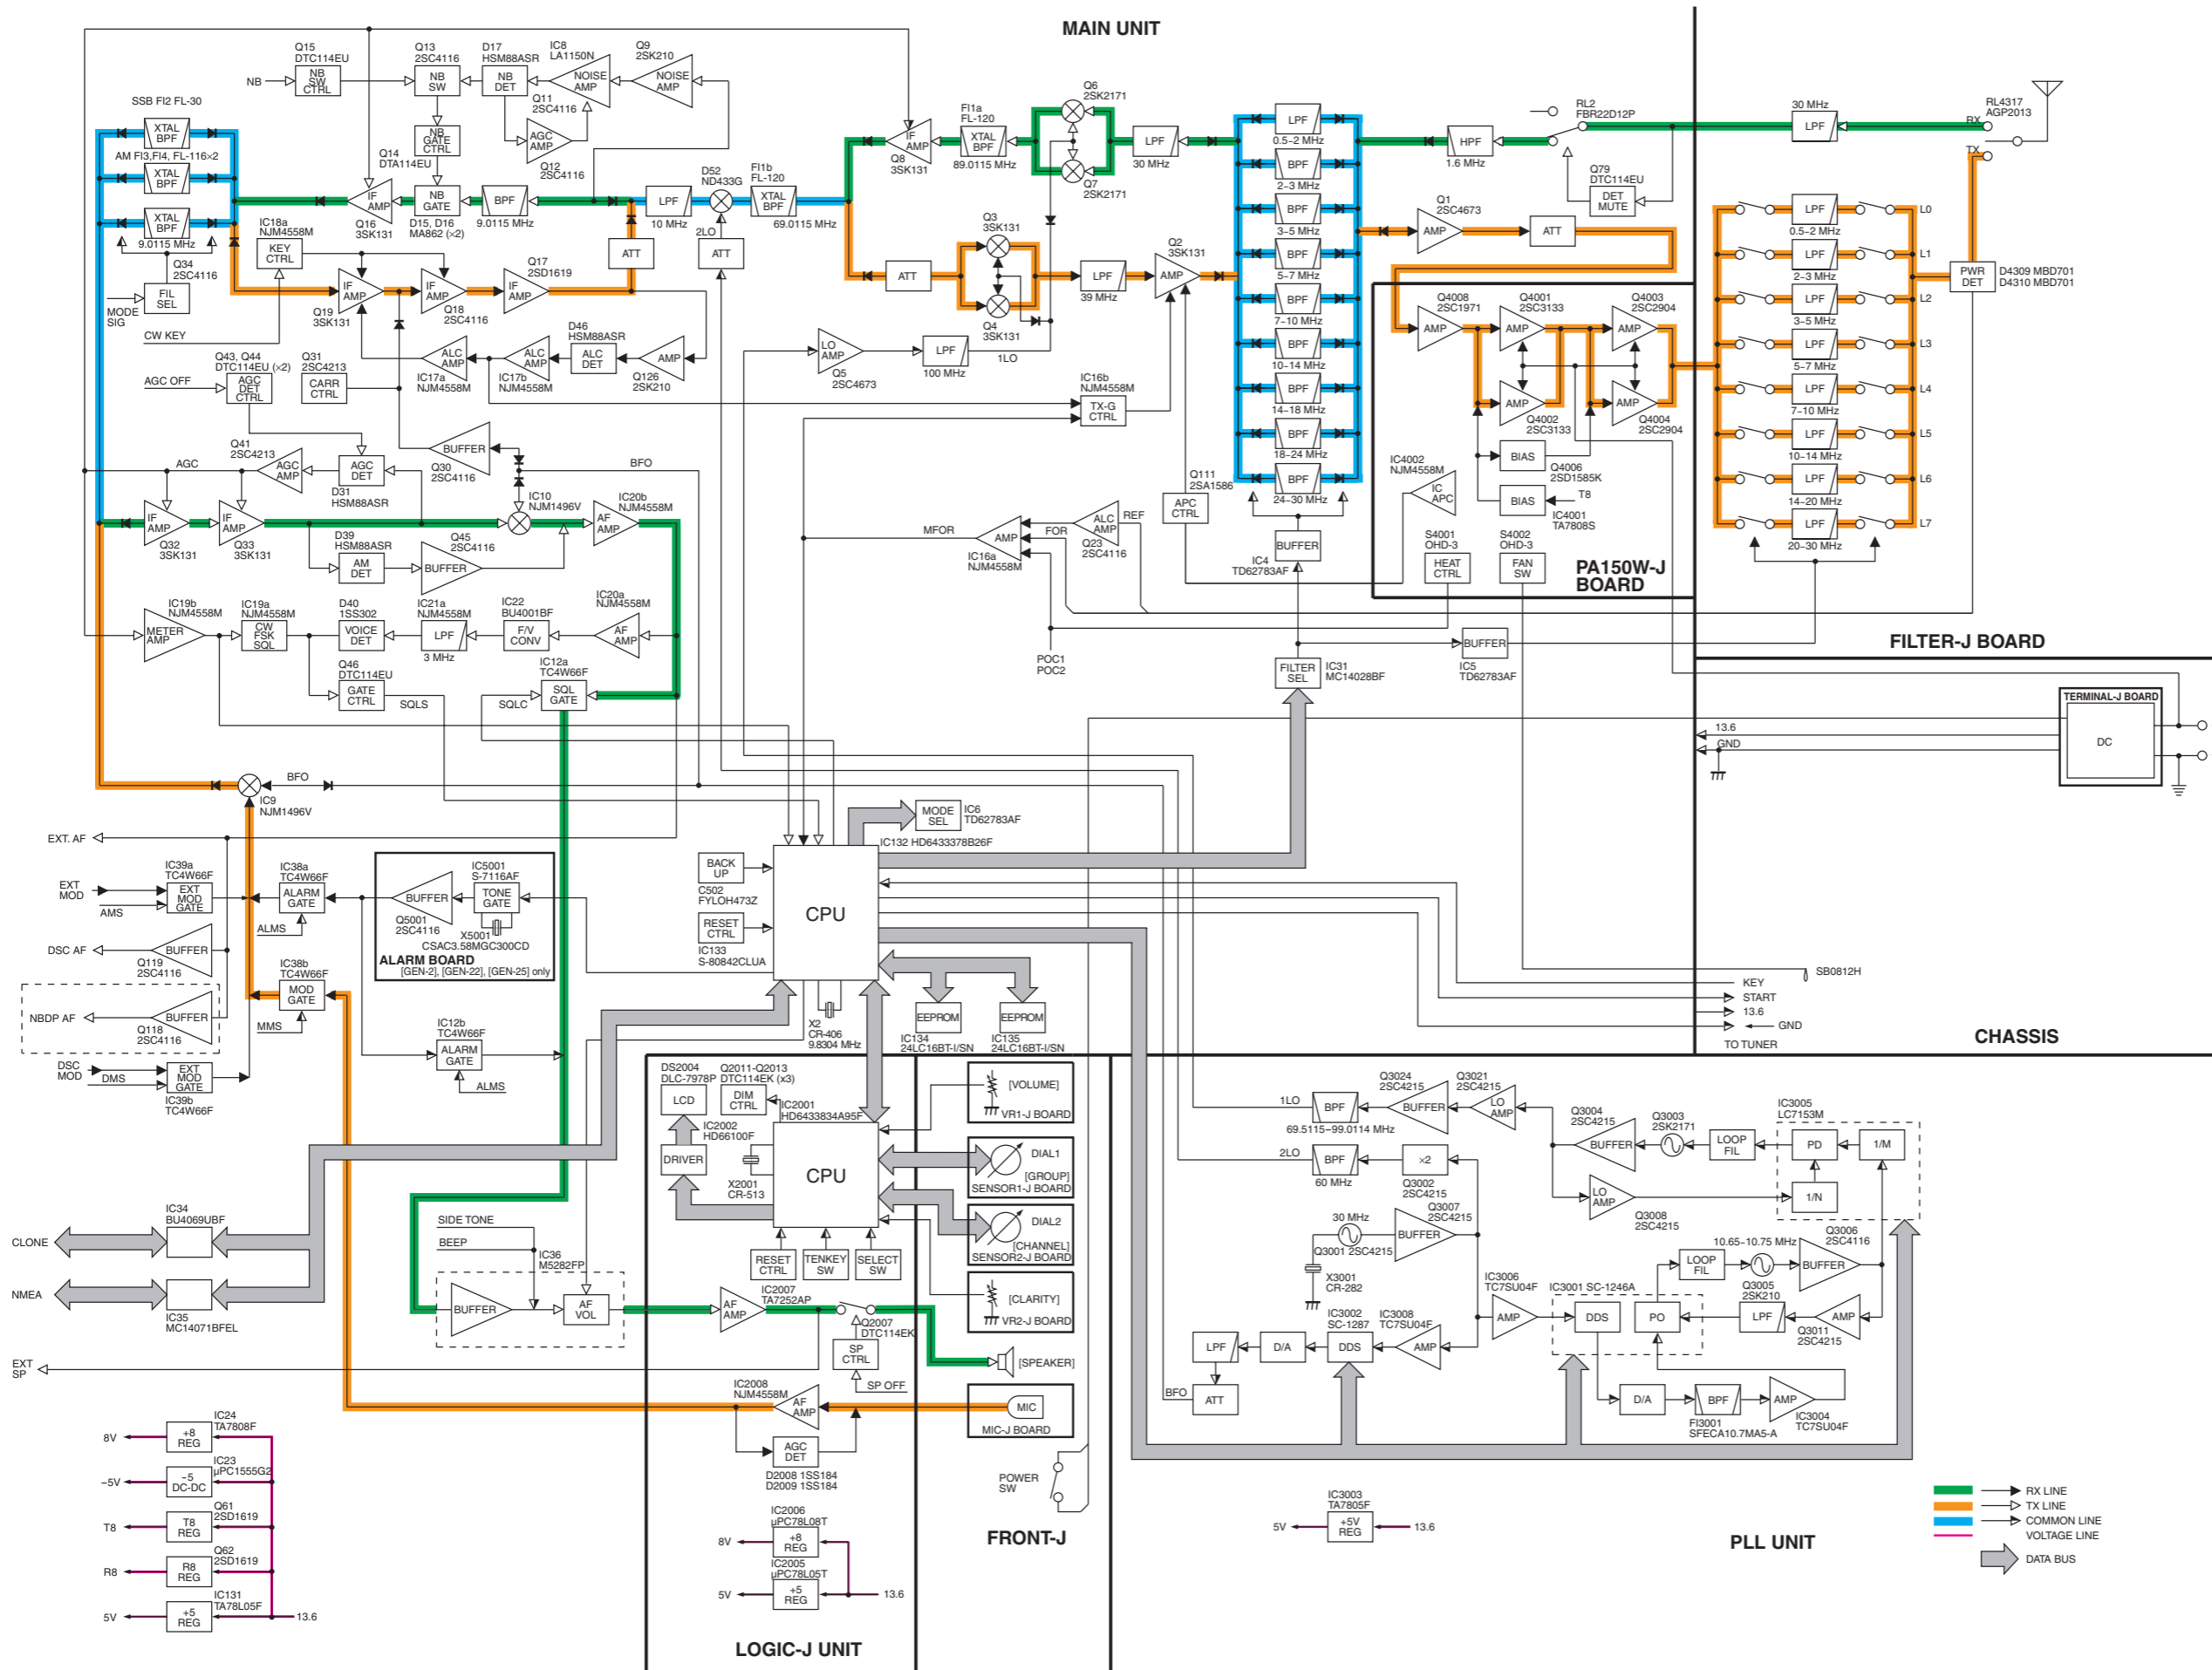 MAIN UNIT
Q15
DTC114EU
NB
NB
SW
CTRL
Q13
2SC4116
NB
SW
D17
HSM88ASR
NB
DET
IC8
LA1150N
NOISE
AMP
Q9
2SK210
NOISE
AMP
Q11
2SC4116
AGC
AMP
Q12
2SC4116
NB
GATE
CTRL
Q14
DTA114EU
SSB FI2 FL-30
XTAL
BPF
AM FI3,FI4, FL-116×2
XTAL
BPF
XTAL
BPF
9.0115 MHz
Q34
2SC4116
FIL
SEL
MODE
SIG
CW KEY
IF
AMP
Q16
3SK131
NB
GATE
D15, D16
MA862 (×2)
BPF
9.0115 MHz
LPF
10 MHz
D52
ND433G
2LO
ATT
FI1b
FL-120
XTAL
BPF
69.0115 MHz
IF
AMP
Q8
3SK131
FI1a
FL-120
XTAL
BPF
89.0115 MHz
Q6
2SK2171
Q7
2SK2171
LPF
30 MHz
LPF
0.5–2 MHz
BPF
2–3 MHz
BPF
3–5 MHz
BPF
5–7 MHz
BPF
7–10 MHz
BPF
10–14 MHz
BPF
14–18 MHz
BPF
18–24 MHz
BPF
24–30 MHz
HPF
1.6 MHz
RL2
FBR22D12P
Q79
DTC114EU
DET
MUTE
30 MHz
LPF
RX
RL4317
AGP2013
TX
Q1
2SC4673
AMP
ATT
LPF
0.5–2 MHz
L0
LPF
2–3 MHz
L1
LPF
3–5 MHz
L2
LPF
5–7 MHz
L3
LPF
7–10 MHz
L4
LPF
10–14 MHz
L5
LPF
14–20 MHz
L6
LPF
20–30 MHz
L7
PWR
DET
D4309 MBD701
D4310 MBD701
IC18a
NJM4558M
KEY
CTRL
IF
AMP
Q19
3SK131
IF
AMP
Q18
2SC4116
Q17
2SD1619
IF
AMP
ATT
ATT
Q3
3SK131
Q4
3SK131
LPF
39 MHz
Q2
3SK131
AMP
Q43, Q44
DTC114EU (×2)
AGC
DET
CTRL
AGC OFF
Q31
2SC4213
CARR
CTRL
ALC
AMP
IC17a
NJM4558M
ALC
AMP
IC17b
NJM4558M
D46
HSM88ASR
ALC
DET
AMP
Q126
2SK210
LO
AMP
Q5
2SC4673
LPF
100 MHz
1LO
IC16b
NJM4558M
TX-G
CTRL
Q4008
2SC1971
AMP
Q4001
2SC3133
AMP
Q4003
2SC2904
AMP
AMP
Q4002
2SC3133
AMP
Q4004
2SC2904
BIAS
Q4006
2SD1585K
BIAS
T8
IC4001
TA7808S
IC4002
NJM4558M
IC
APC
S4001
OHD-3
HEAT
CTRL
S4002
OHD-3
FAN
SW
PA150W-J
BOARD
FILTER-J BOARD
Q41
2SC4213
AGC
AGC
AMP
AGC
DET
D31
HSM88ASR
BUFFER
Q30
2SC4116
BFO
IC10
NJM1496V
IC20b
NJM4558M
AF
AMP
IF
AMP
Q32
3SK131
IF
AMP
Q33
3SK131
D39
HSM88ASR
AM
DET
Q45
2SC4116
BUFFER
Q111
2SA1586
APC
CTRL
MFOR
AMP
IC16a
NJM4558M
FOR
REF
ALC
AMP
Q23
2SC4116
POC1
POC2
BUFFER
IC4
TD62783AF
FILTER
SEL
IC31
MC14028BF
BUFFER
IC5
TD62783AF
IC19b
NJM4558M
METER
AMP
IC19a
NJM4558M
CW
FSK
SQL
D40
1SS302
VOICE
DET
IC21a
NJM4558M
LPF
3 MHz
IC22
BU4001BF
F/V
CONV
IC20a
NJM4558M
AF
AMP
Q46
DTC114EU
GATE
CTRL
SQLS
SQLC
IC12a
TC4W66F
SQL
GATE
BFO
IC9
NJM1496V
TERMINAL-J BOARD
DC
13.6
GND
EXT. AF
IC39a
TC4W66F
EXT
MOD
AMS
EXT
MOD
GATE
IC38a
TC4W66F
ALARM
GATE
ALMS
IC5001
S-7116AF
BUFFER
TONE
GATE
Q5001
2SC4116
X5001
CSAC3.58MGC300CD
ALARM BOARD
[GEN-2], [GEN-22], [GEN-25] only
DSC AF
BUFFER
Q119
2SC4116
NBDP AF
BUFFER
Q118
2SC4116
IC38b
TC4W66F
MOD
GATE
MMS
DSC
MOD
DMS
EXT
MOD
GATE
IC39b
TC4W66F
IC12b
TC4W66F
ALARM
GATE
ALMS
MODE
SEL
IC6
TD62783AF
IC132 HD6433378B26F
BACK
UP
C502
FYLOH473Z
RESET
CTRL
IC133
S-80842CLUA
CPU
X2
CR-406
9.8304 MHz
EEPROM
IC134
24LC16BT-I/SN
EEPROM
IC135
24LC16BT-I/SN
SB0812H
KEY
START
13.6
GND
TO TUNER
CHASSIS
DS2004
DLC-7978P
LCD
Q2011-Q2013
DTC114EK (x3)
DIM
CTRL
IC2001
HD6433834A95F
IC2002
HD66100F
DRIVER
CPU
X2001
CR-513
RESET
CTRL
TENKEY
SW
SELECT
SW
[VOLUME]
VR1-J BOARD
DIAL1
[GROUP]
SENSOR1-J BOARD
DIAL2
[CHANNEL]
SENSOR2-J BOARD
[CLARITY]
VR2-J BOARD
[SPEAKER]
MIC
MIC-J BOARD
IC34
BU4069UBF
CLONE
NMEA
IC35
MC14071BFEL
SIDE TONE
BEEP
IC36
M5282FP
BUFFER
AF
VOL
IC2007
TA7252AP
AF
AMP
Q2007
DTC114EK
SP
CTRL
SP OFF
EXT
SP
IC2008
NJM4558M
AF
AMP
AGC
DET
D2008 1SS184
D2009 1SS184
POWER
SW
1LO
BPF
69.5115–99.0114 MHz
Q3024
2SC4215
BUFFER
Q3021
2SC4215
LO
AMP
Q3004
2SC4215
BUFFER
Q3003
2SK2171
LOOP
FIL
IC3005
LC7153M
PD
1/M
1/N
2LO
BPF
60 MHz
×2
Q3002
2SC4215
LO
AMP
Q3008
2SC4215
30 MHz
Q3001 2SC4215
Q3007
2SC4215
BUFFER
X3001
CR-282
10.65–10.75 MHz
LOOP
FIL
Q3005
2SK210
Q3006
2SC4116
BUFFER
IC3006
TC7SU04F
AMP
IC3001 SC-1246A
DDS
PO
LPF
AMP
Q3011
2SC4215
LPF
D/A
IC3002
SC-1287
DDS
IC3008
TC7SU04F
AMP
BFO
ATT
D/A
BPF
FI3001
SFECA10.7MA5-A
AMP
IC3004
TC7SU04F
IC24
TA7808F
8V
+8
REG
IC23
µPC1555G2
–5V
–5
DC-DC
Q61
2SD1619
T8
T8
REG
Q62
2SD1619
R8
R8
REG
IC131
TA78L05F
5V
+5
REG
13.6
IC2006
µPC78L08T
8V
+8
REG
IC2005
µPC78L05T
5V
+5
REG
13.6
LOGIC-J UNIT
FRONT-J
IC3003
TA7805F
5V
+5V
REG
13.6
PLL UNIT
RX LINE
TX LINE
COMMON LINE
VOLTAGE LINE
DATA BUS